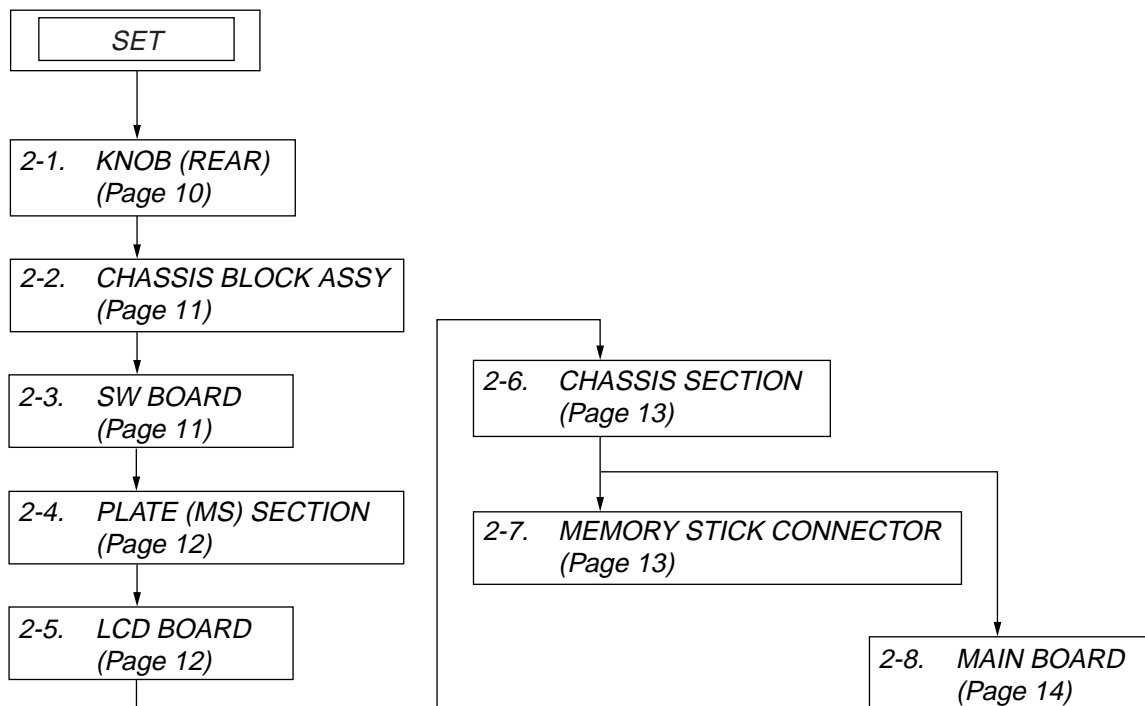 SET
2-1. KNOB (REAR)
(Page 10)
2-2. CHASSIS BLOCK ASSY
(Page 11)
2-3. SW BOARD
(Page 11)
2-4. PLATE (MS) SECTION
(Page 12)
2-5. LCD BOARD
(Page 12)
2-6. CHASSIS SECTION
(Page 13)
2-7. MEMORY STICK CONNECTOR
(Page 13)
2-8. MAIN BOARD
(Page 14)